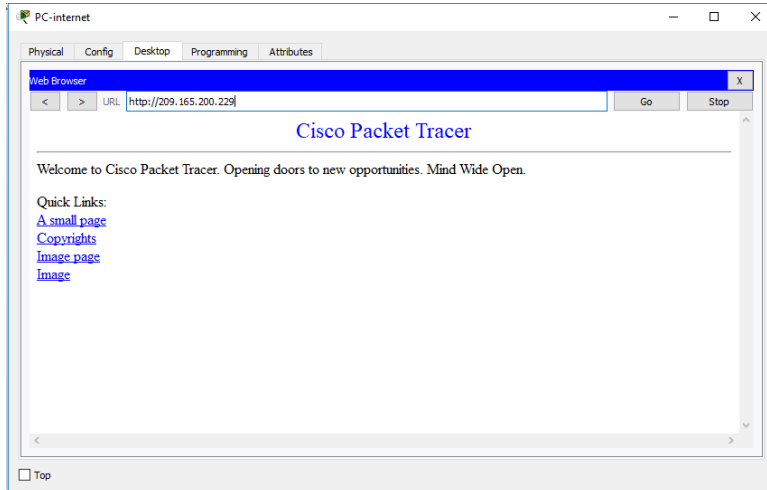 PC-internet
Physical Config Desktop Programming Attributes
Web Browser X
< > URL http://209.165.200.229 Go Stop
Cisco Packet Tracer
Welcome to Cisco Packet Tracer. Opening doors to new opportunities. Mind Wide Open.
Quick Links:
A small page
Copyrights
Image page
Image
Top